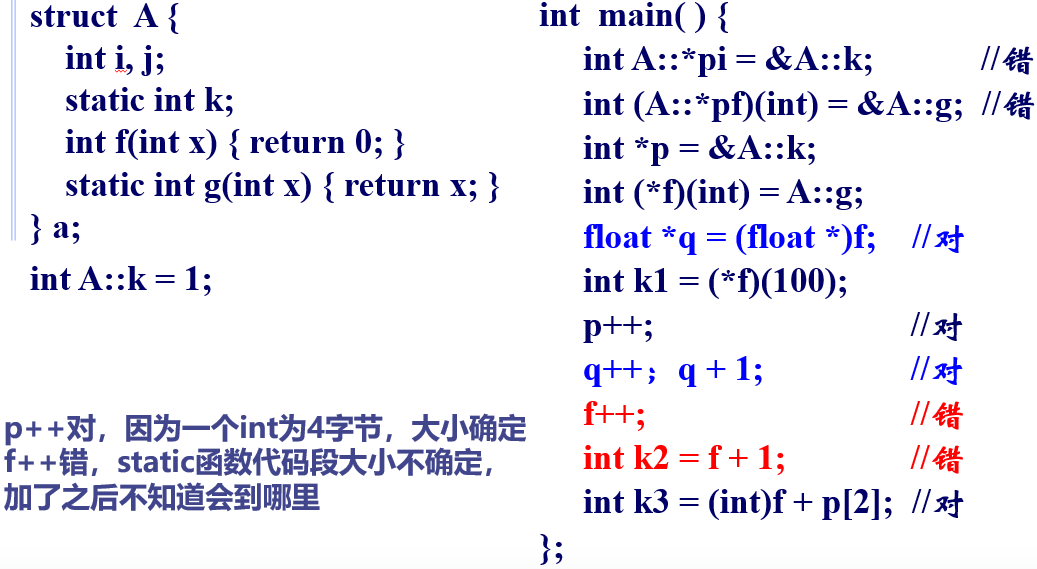 struct A {
int i, j;
static int k;
int f(int x) { return 0; }
static int g(int x) { return x; }
} a;
int A::k = 1;
p++对，因为一个int为4字节，大小确定
f++错，static函数代码段大小不确定，
加了之后不知道会到哪里
int main( ) {
int A::*pi = &A::k; //错
int (A::*pf)(int) = &A::g; //错
int *p = &A::k;
int (*f)(int) = A::g;
float *q = (float *)f; //对
int k1 = (*f)(100);
p++; //对
q++；q + 1; //对
f++; //错
int k2 = f + 1; //错
int k3 = (int)f + p[2]; //对
};